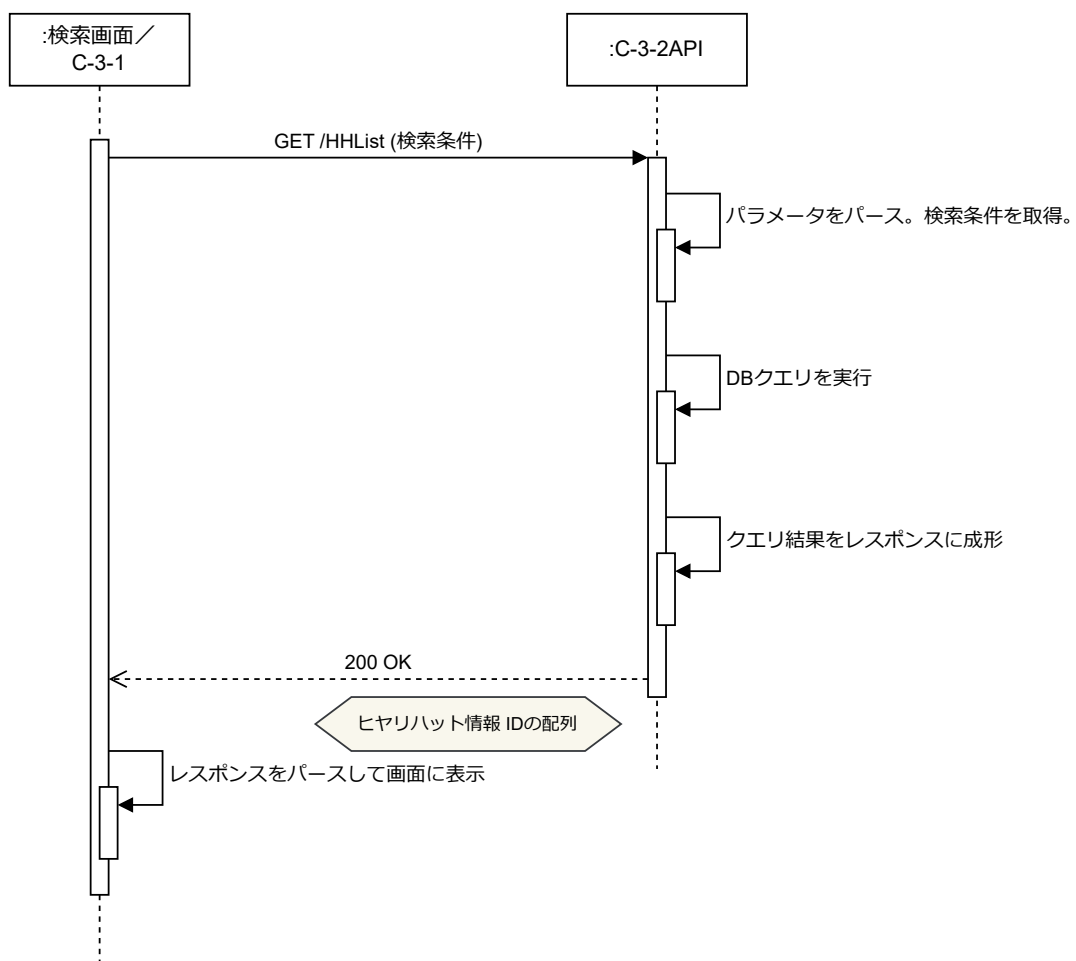 :検索画面／
C-3-1
:C-3-2API
GET /HHList (検索条件)
パラメータをパース。検索条件を取得。
DBクエリを実行
クエリ結果をレスポンスに成形
200 OK
ヒヤリハット情報 IDの配列
レスポンスをパースして画面に表示